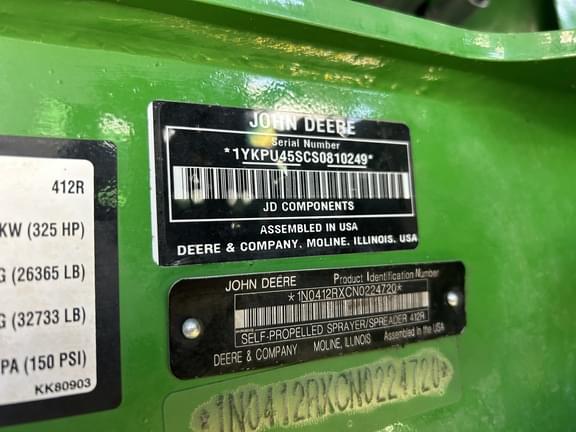 412R
KW (325 HP)
G (26365 LB)
G (32733 LB)
PA (150 PSI)
KK80903
JOHN DEERE
Serial Number
*1YKPU45SCS0810249*
JD COMPONENTS
ASSEMBLED IN USA
DEERE & COMPANY, MOLINE, ILLINOIS, USA
JOHN DEERE Product Identification Number
*1N0412RXCN0224720*
SELF-PROPELLED SPRAYER/SPREADER 412R
DEERE & COMPANY MOLINE, ILLINOIS Assembled in the USA
*1N0412RXCN0224720*